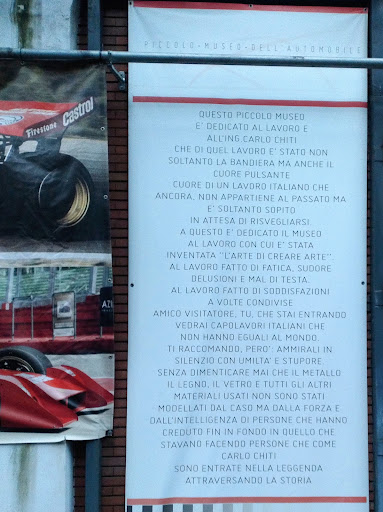 PICCOLO•MUSEO•DELL'AUTOMOBILE
QUESTO PICCOLO MUSEO
E' DEDICATO AL LAVORO E
ALL'ING.CARLO CHITI
CHE DI QUEL LAVORO E' STATO NON
SOLTANTO LA BANDIERA MA ANCHE IL
CUORE PULSANTE
CUORE DI UN LAVORO ITALIANO CHE
ANCORA, NON APPARTIENE AL PASSATO MA
E' SOLTANTO SOPITO
IN ATTESA DI RISVEGLIARSI.
A QUESTO E' DEDICATO IL MUSEO
AL LAVORO CON CUI E' STATA
INVENTATA "L'ARTE DI CREARE ARTE".
AL LAVORO FATTO DI FATICA, SUDORE
DELUSIONI E MAL DI TESTA.
AL LAVORO FATTO DI SODDISFAZIONI
A VOLTE CONDIVISE
AMICO VISITATORE, TU, CHE STAI ENTRANDO
VEDRAI CAPOLAVORI ITALIANI CHE
NON HANNO EGUALI AL MONDO.
TI RACCOMANDO, PERO': AMMIRALI IN
SILENZIO CON UMILTA' E STUPORE
SENZA DIMENTICARE MAI CHE IL METALLO
IL LEGNO, IL VETRO E TUTTI GLI ALTRI
MATERIALI USATI NON SONO STATI
MODELLATI DAL CASO MA DALLA FORZA E
DALL'INTELLIGENZA DI PERSONE CHE HANNO
CREDUTO FIN IN FONDO IN QUELLO CHE
STAVANO FACENDO PERSONE CHE COME
CARLO CHITI
SONO ENTRATE NELLA LEGGENDA
ATTRAVERSANDO LA STORIA
Firestone Castrol